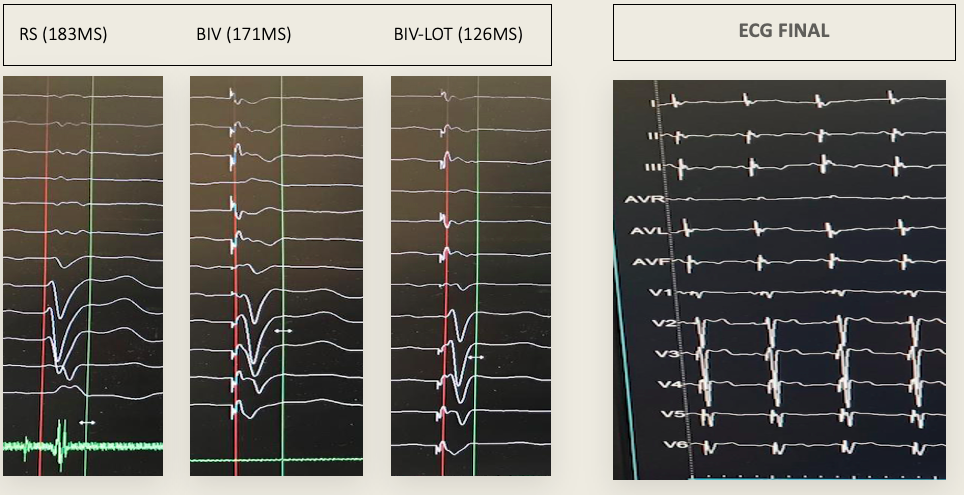 RS (183MS)
BIV (171MS)
BIV-LOT (126MS)
ECG FINAL
I
II
III
AVR
AVL
AVF
V1
V2
V3
V4
V5
V6